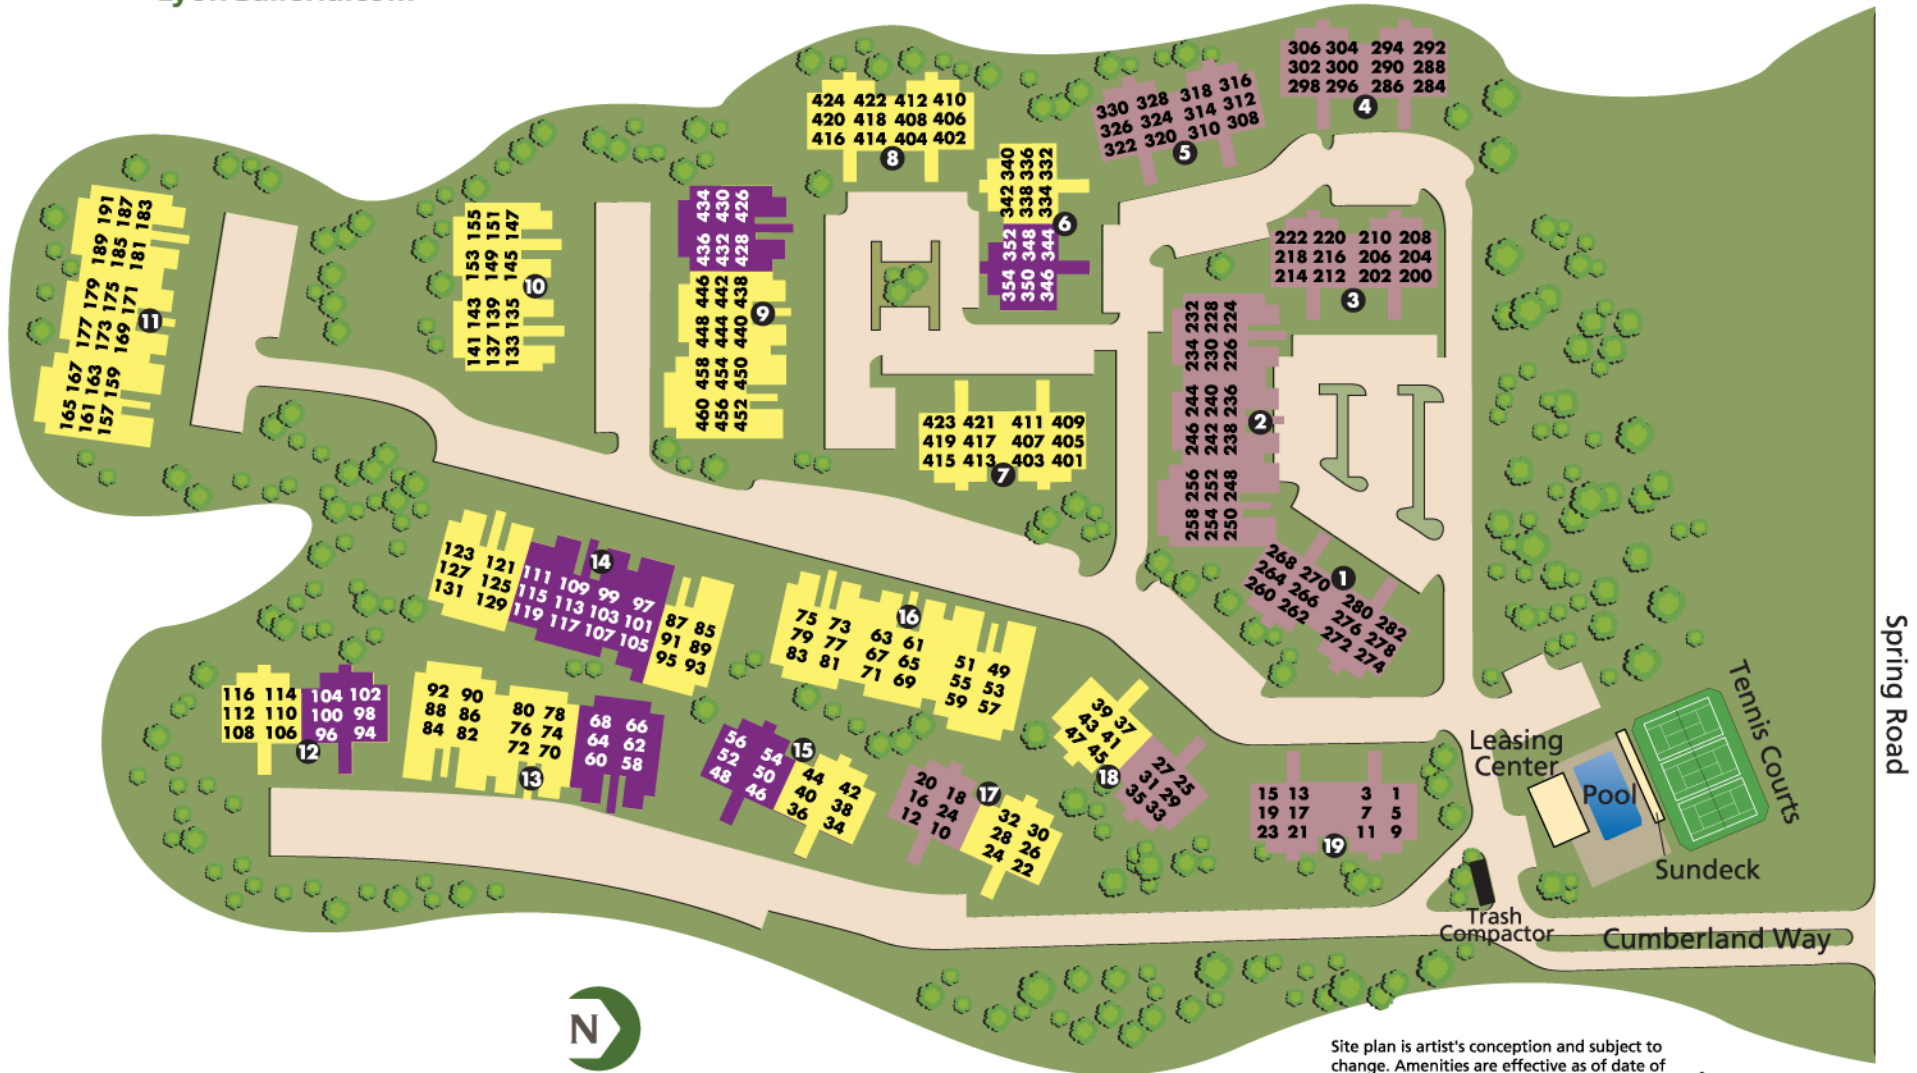 306 304 294 292
302 300 290 288
298 296 286 284
4
330 328 318 316
326 324 314 312
322 320 310 308
5
424 422 412 410
420 418 408 406
416 414 404 402
8
342 340
338 336
334 332
6
354 352
350 348
346 344
434 430 426
436 432 428
446 442 438
448 444 440
9
458 454 450
460 456 452
155 151 147
153 149 145
10
143 139 135
141 137 133
191 187 183
189 185 181
179 175 171
177 173 169
11
167 163 159
165 161 157
222 220 210 208
218 216 206 204
214 212 202 200
3
232 228 224
234 230 226
244 240 236
246 242 238
2
256 252 248
258 254 250
423 421 411 409
419 417 407 405
415 413 403 401
7
268 270 280 282
264 266 276 278
260 262 272 274
1
123 121
127 125
131 129
14
111 109 99 97
115 113 103 101
119 117 107 105
87 85
91 89
95 93
16
75 73 63 61 51 49
79 77 67 65 55 53
83 81 71 69 59 57
116 114 104 102
112 110 100 98
108 106 96 94
12
92 90 80 78 68 66
88 86 76 74 64 62
84 82 72 70 60 58
13
15
56 54 44 42
52 50 40 38
48 46 36 34
17
20 18 32 30
16 24 28 26
12 10 24 22
39 37 27 25
43 41 31 29
47 45 35 33
18
15 13 3 1
19 17 7 5
23 21 11 9
19
Leasing
Center
Pool
Tennis Courts
Sundeck
Trash
Compactor
Cumberland Way
Spring Road
N
Site plan is artist's conception and subject to
change. Amenities are effective as of date of